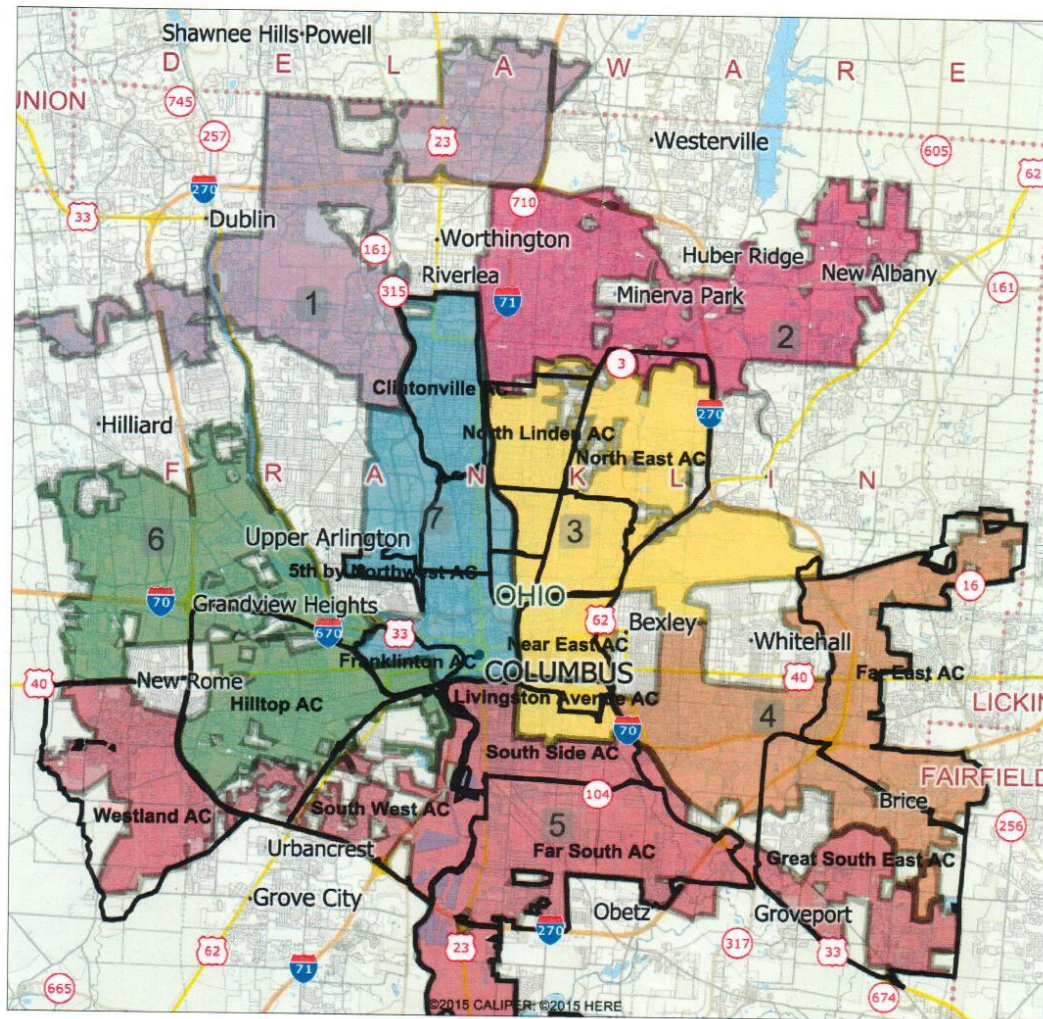 Shawnee Hills•Powell
D E L A W A R E
UNION
745
257
23
Westerville
605
62
270
33
Dublin
710
161
Worthington
Huber Ridge
New Albany
Riverlea
315
71
Minerva Park
161
1
2
3
Clintonville AC
270
Hilliard
North Linden AC
North East AC
F R A N K L I N
6
7
3
Upper Arlington
5th by Northwest AC
16
70
OHIO
Grandview Heights
670
33
62
Bexley
Near East AC
Whitehall
Franklinton AC
COLUMBUS
Far East AC
40
New Rome
Hilltop AC
Livingston Avenue AC
40
LICKIN
4
70
South Side AC
FAIRFIELD
Westland AC
South West AC
104
Brice
5
256
Urbancrest
Far South AC
Great South East AC
Grove City
Obetz
Groveport
62
71
23
270
317
33
665
674
©2015 CALIPER; ©2015 HERE